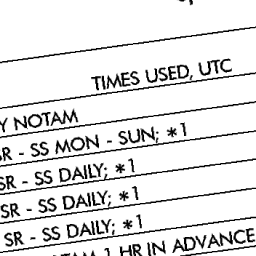 TIMES USED, UTC
Y NOTAM
SR - SS MON - SUN; *1
SR - SS DAILY; *1
SR - SS DAILY; *1
SR - SS DAILY; *1
1 HR IN ADVANCE